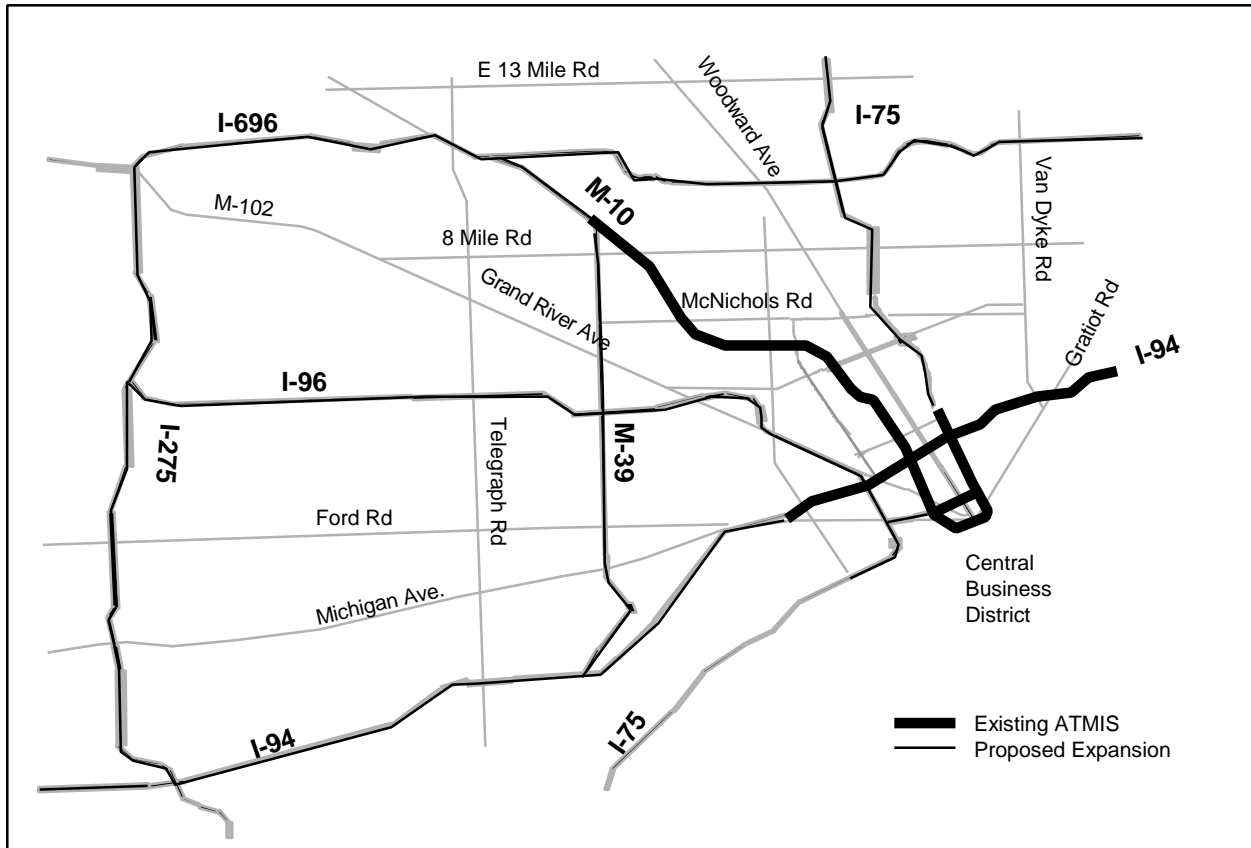 E 13 Mile Rd
Woodward Ave
I-75
I-696
Van Dyke Rd
M-10
M-102
8 Mile Rd
Grand River Ave
McNichols Rd
Gratiot Rd
I-94
I-96
I-275
Telegraph Rd
M-39
Ford Rd
Central
Business
District
Michigan Ave.
I-75
I-94
Existing ATMIS
Proposed Expansion